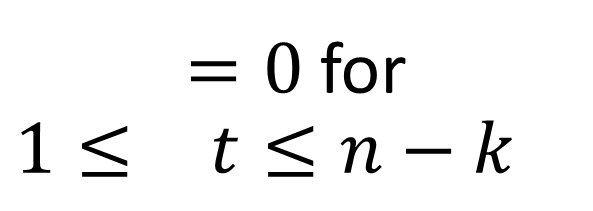 = 0 for
1 ≤ t ≤ n − k